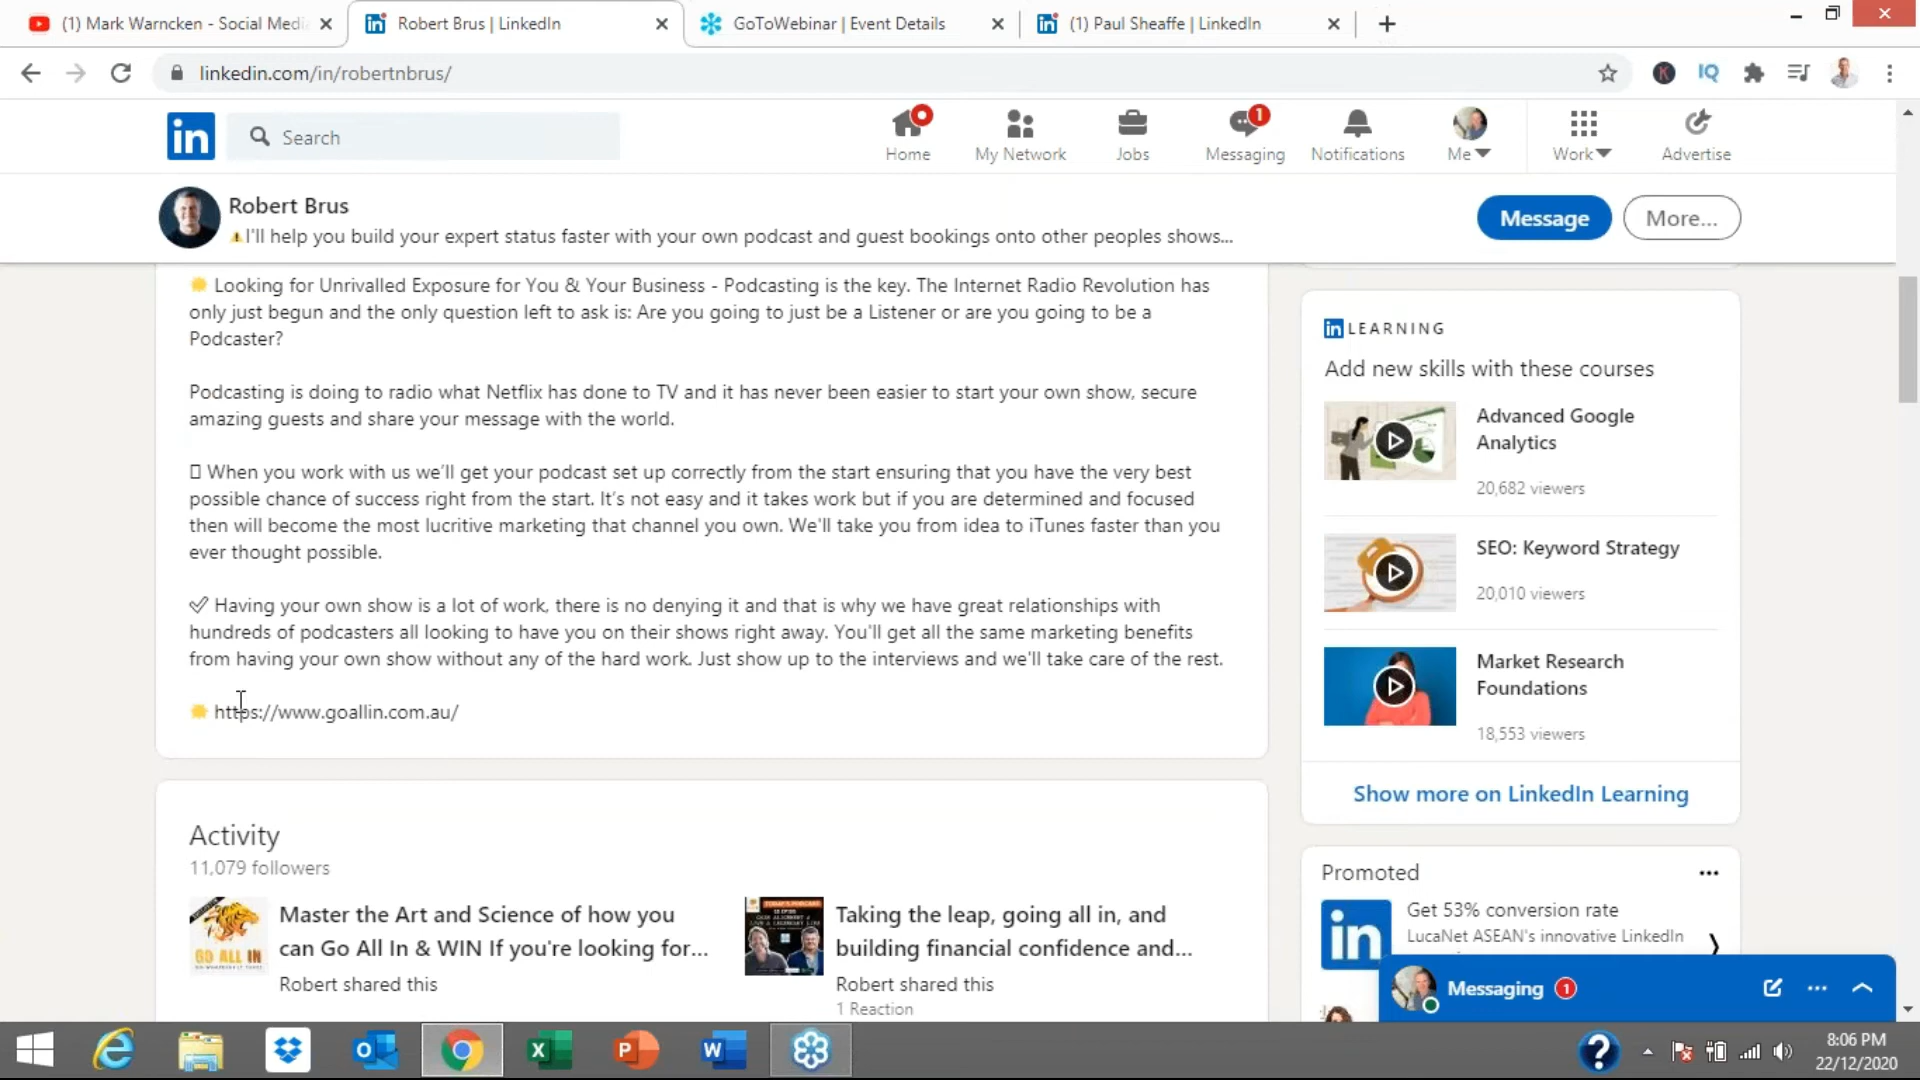 (1) Mark Warncken - Social Medi
Robert Brus | LinkedIn
GoToWebinar | Event Details
(1) Paul Sheaffe | LinkedIn
linkedin.com/in/robertnbrus/
K
IQ
in
Search
Home
My Network
Jobs
1
Messaging
Notifications
Me
Work
Advertise
Robert Brus
I'll help you build your expert status faster with your own podcast and guest bookings onto other peoples shows...
Message
More...
Looking for Unrivalled Exposure for You & Your Business - Podcasting is the key. The Internet Radio Revolution has
only just begun and the only question left to ask is: Are you going to just be a Listener or are you going to be a
Podcaster?
Podcasting is doing to radio what Netflix has done to TV and it has never been easier to start your own show, secure
amazing guests and share your message with the world.
When you work with us we’ll get your podcast set up correctly from the start ensuring that you have the very best
possible chance of success right from the start. It’s not easy and it takes work but if you are determined and focused
then will become the most lucritive marketing that channel you own. We'll take you from idea to iTunes faster than you
ever thought possible.
Having your own show is a lot of work, there is no denying it and that is why we have great relationships with
hundreds of podcasters all looking to have you on their shows right away. You'll get all the same marketing benefits
from having your own show without any of the hard work. Just show up to the interviews and we'll take care of the rest.
https://www.goallin.com.au/
Activity
11,079 followers
GO ALL IN
Master the Art and Science of how you
can Go All In & WIN If you're looking for...
Robert shared this
TODAY'S PODCAST
Taking the leap, going all in, and
building financial confidence and...
Robert shared this
1 Reaction
in LEARNING
Add new skills with these courses
Advanced Google
Analytics
20,682 viewers
SEO: Keyword Strategy
20,010 viewers
Market Research
Foundations
18,553 viewers
Show more on LinkedIn Learning
Promoted
in
Get 53% conversion rate
LucaNet ASEAN's innovative LinkedIn
Messaging 1
8:06 PM
22/12/2020